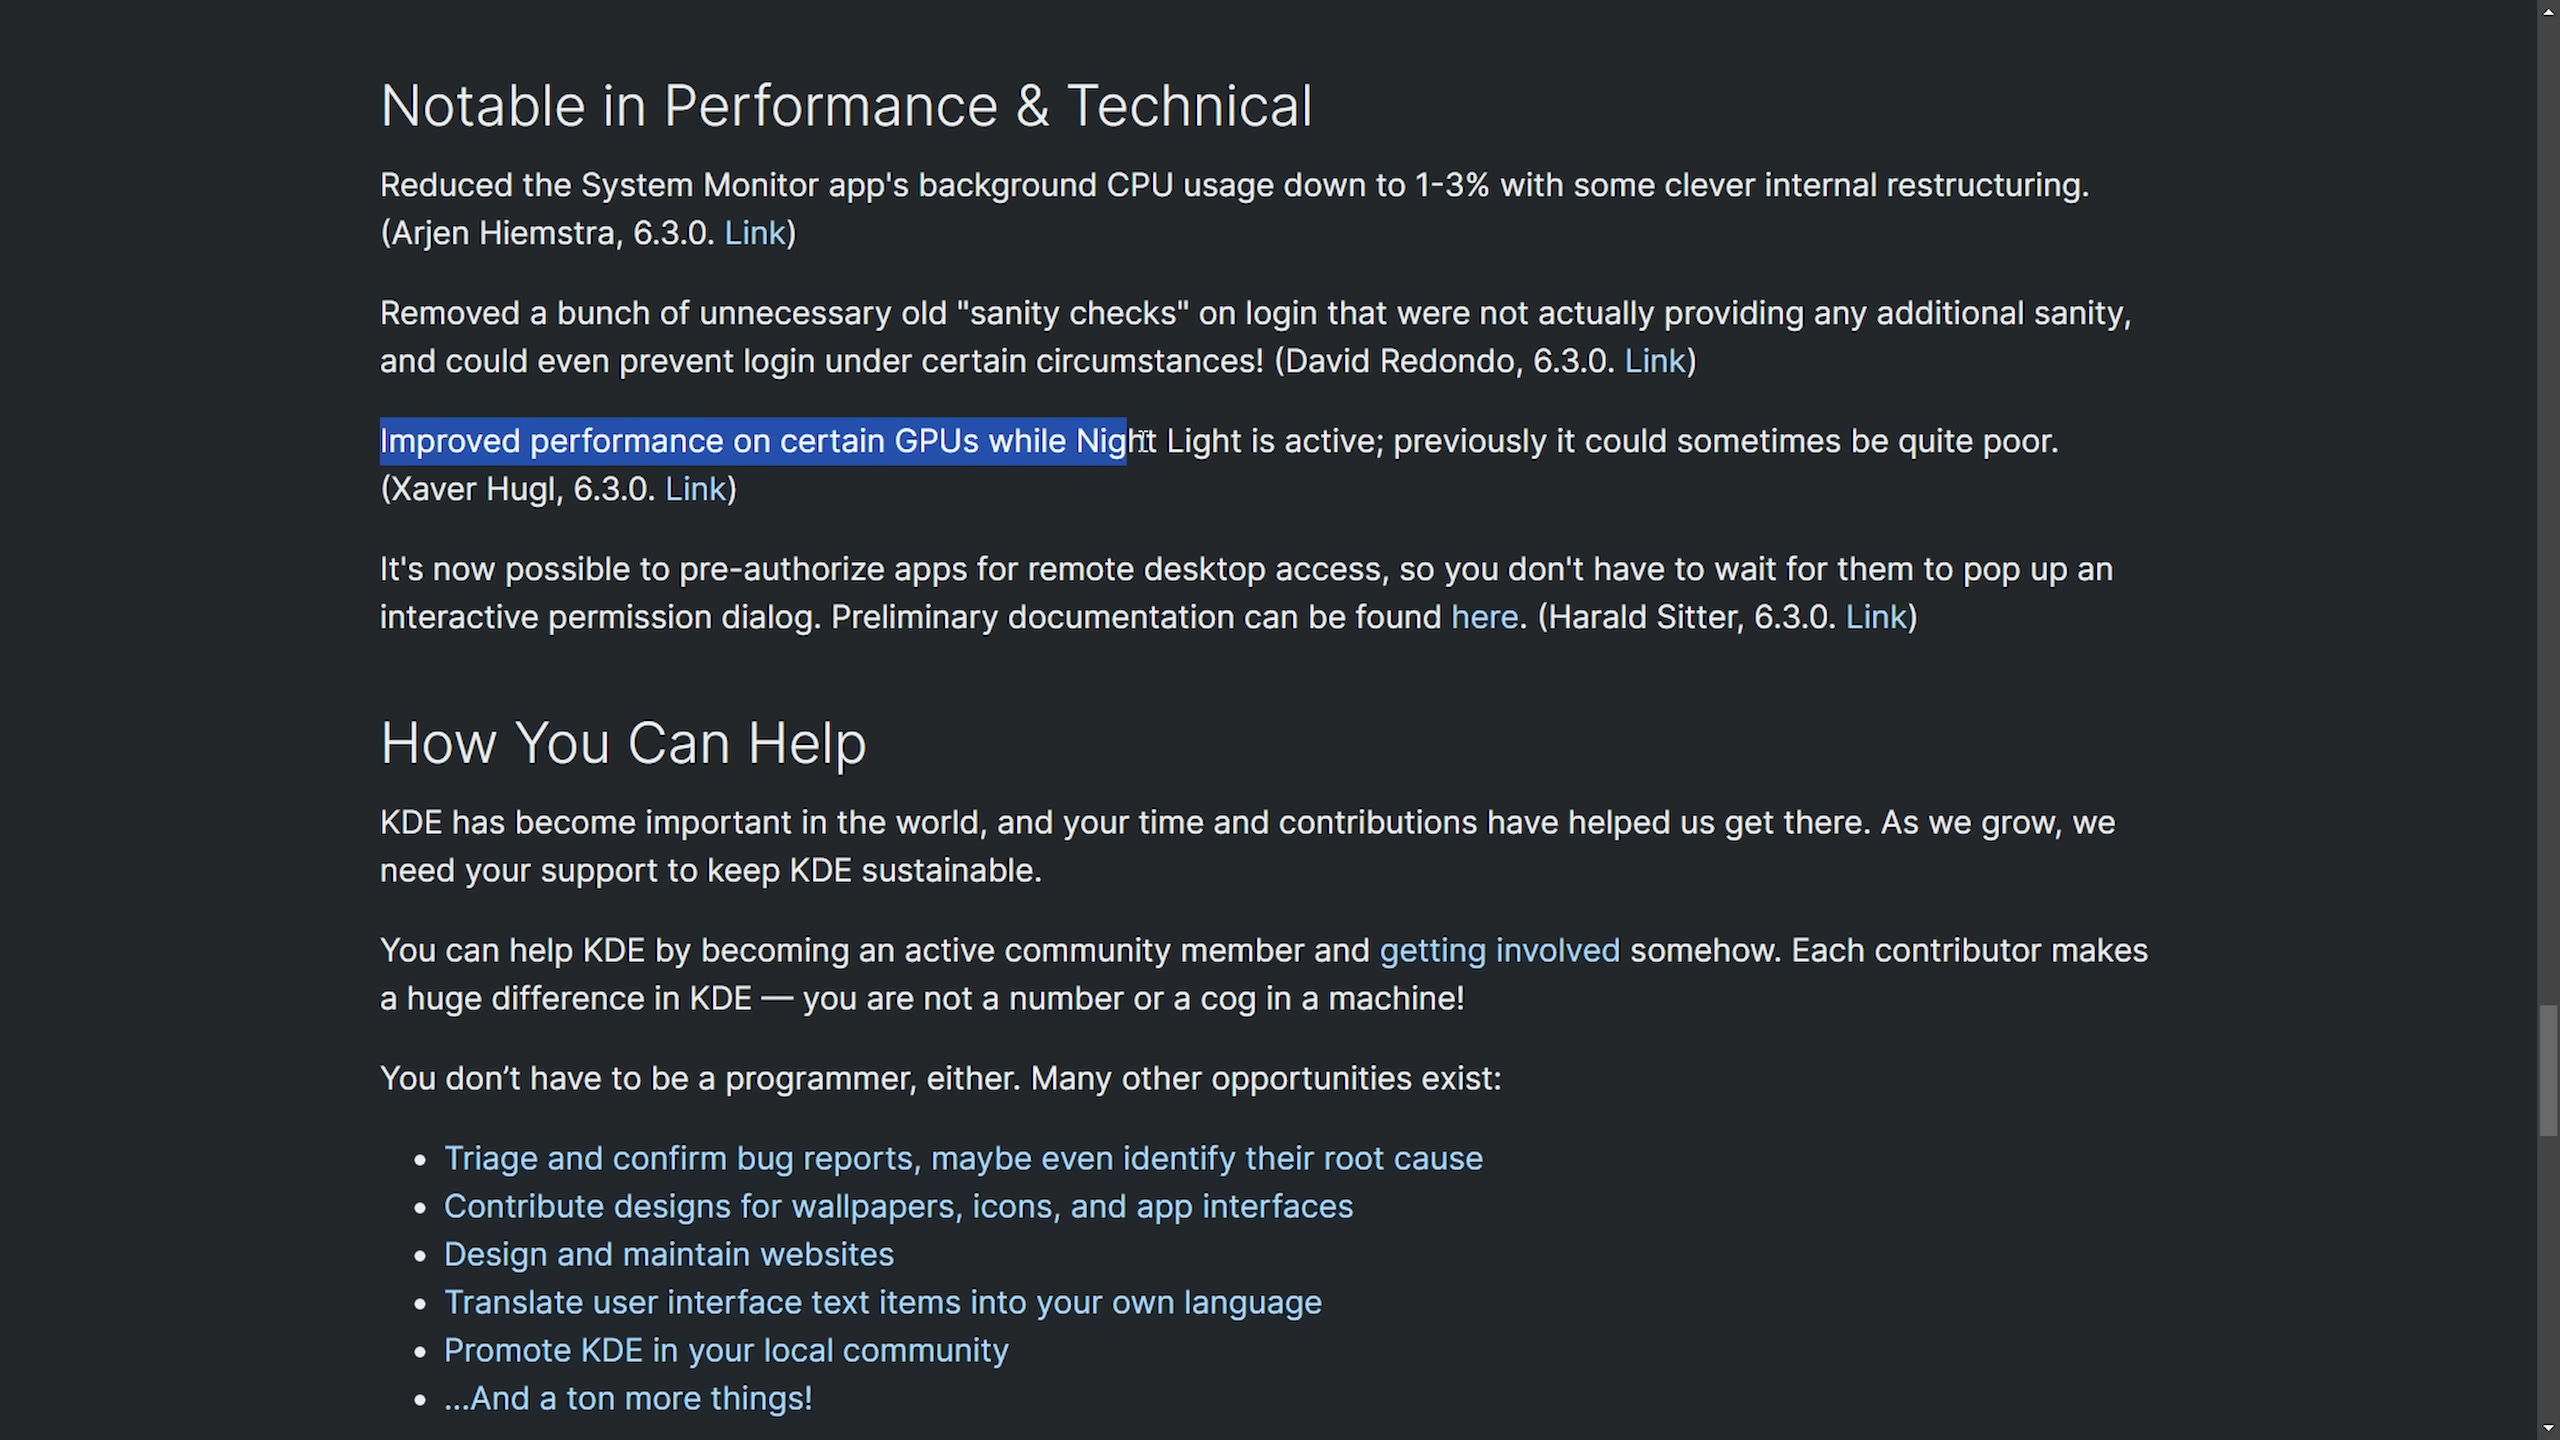 Notable in Performance & Technical
Reduced the System Monitor app's background CPU usage down to 1-3% with some clever internal restructuring.
(Arjen Hiemstra, 6.3.0. Link)
Removed a bunch of unnecessary old "sanity checks" on login that were not actually providing any additional sanity,
and could even prevent login under certain circumstances! (David Redondo, 6.3.0. Link)
Improved performance on certain GPUs while Night Light is active; previously it could sometimes be quite poor.
(Xaver Hugl, 6.3.0. Link)
It's now possible to pre-authorize apps for remote desktop access, so you don't have to wait for them to pop up an
interactive permission dialog. Preliminary documentation can be found here. (Harald Sitter, 6.3.0. Link)
How You Can Help
KDE has become important in the world, and your time and contributions have helped us get there. As we grow, we
need your support to keep KDE sustainable.
You can help KDE by becoming an active community member and getting involved somehow. Each contributor makes
a huge difference in KDE — you are not a number or a cog in a machine!
You don’t have to be a programmer, either. Many other opportunities exist:
• Triage and confirm bug reports, maybe even identify their root cause
• Contribute designs for wallpapers, icons, and app interfaces
• Design and maintain websites
• Translate user interface text items into your own language
• Promote KDE in your local community
• …And a ton more things!